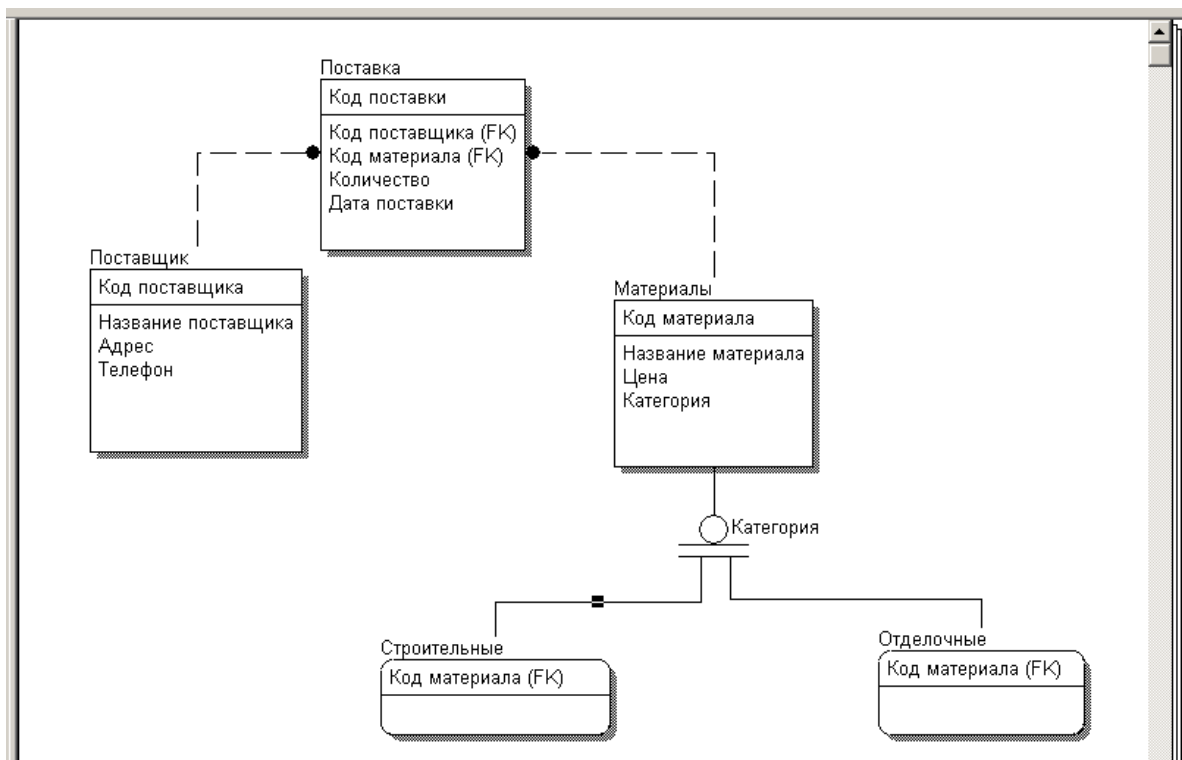 Поставка
Код поставки
Код поставщика (FK)
Код материала (FK)
Количество
Дата поставки
Поставщик
Код поставщика
Название поставщика
Адрес
Телефон
Материалы
Код материала
Название материала
Цена
Категория
Категория
Строительные
Код материала (FK)
Отделочные
Код материала (FK)